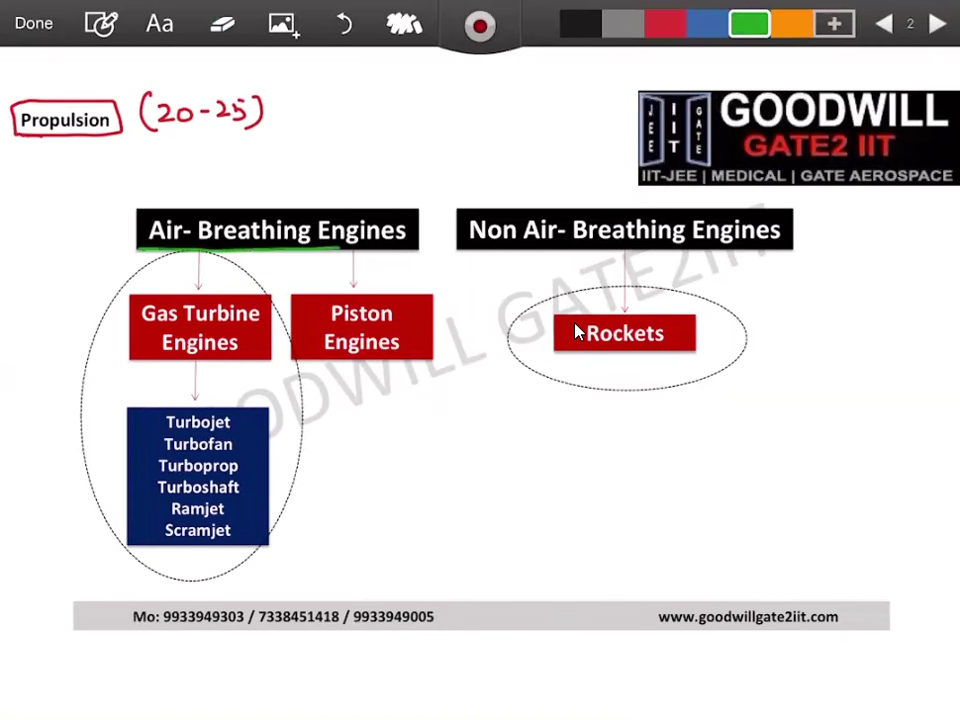 Done
Aa
2
Propulsion (20-25)
JEE IIT GATE
GOODWILL
GATE2 IIT
IIT-JEE | MEDICAL | GATE AEROSPACE
Air- Breathing Engines
Non Air- Breathing Engines
Gas Turbine
Engines
Piston
Engines
Rockets
Turbojet
Turbofan
Turboprop
Turboshaft
Ramjet
Scramjet
OODWILL GATE2iit
Mo: 9933949303 / 7338451418 / 9933949005
www.goodwillgate2iit.com